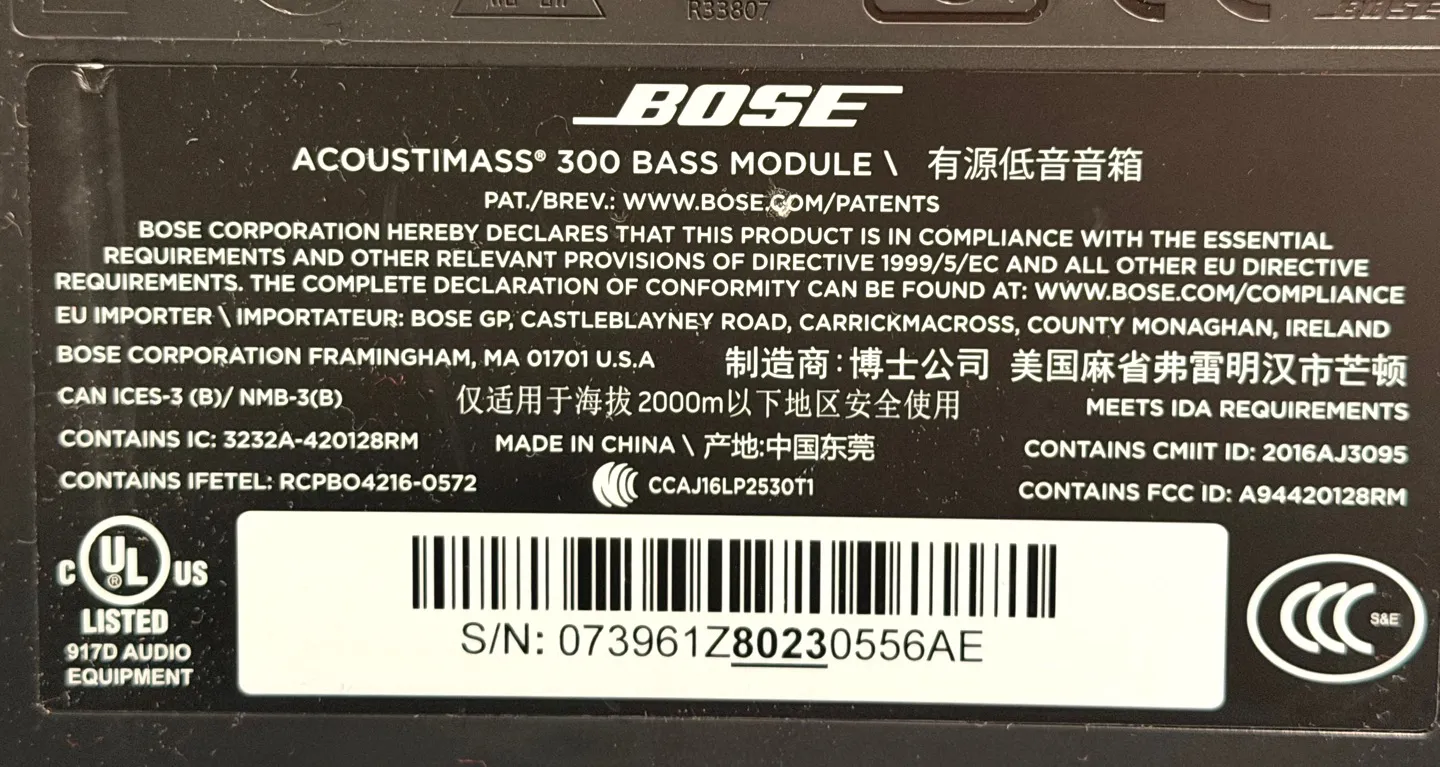 R33807
BOSE
BOSE
ACOUSTIMASS® 300 BASS MODULE \ 有源低音音箱
PAT./BREV.: WWW.BOSE.COM/PATENTS
BOSE CORPORATION HEREBY DECLARES THAT THIS PRODUCT IS IN COMPLIANCE WITH THE ESSENTIAL
REQUIREMENTS AND OTHER RELEVANT PROVISIONS OF DIRECTIVE 1999/5/EC AND ALL OTHER EU DIRECTIVE
REQUIREMENTS. THE COMPLETE DECLARATION OF CONFORMITY CAN BE FOUND AT: WWW.BOSE.COM/COMPLIANCE
EU IMPORTER \ IMPORTATEUR: BOSE GP, CASTLEBLAYNEY ROAD, CARRICKMACROSS, COUNTY MONAGHAN, IRELAND
BOSE CORPORATION FRAMINGHAM, MA 01701 U.S.A 制造商:博士公司 美国麻省弗雷明汉市芒顿
CAN ICES-3 (B)/ NMB-3(B) 仅适用于海拔2000m以下地区安全使用 MEETS IDA REQUIREMENTS
CONTAINS IC: 3232A-420128RM MADE IN CHINA \ 产地:中国东莞 CONTAINS CMIIT ID: 2016AJ3095
CONTAINS IFETEL: RCPBO4216-0572 CCAJ16LP2530T1 CONTAINS FCC ID: A94420128RM
C UL® US
LISTED
917D AUDIO
EQUIPMENT
S/N: 073961Z80230556AE
CCC S&E